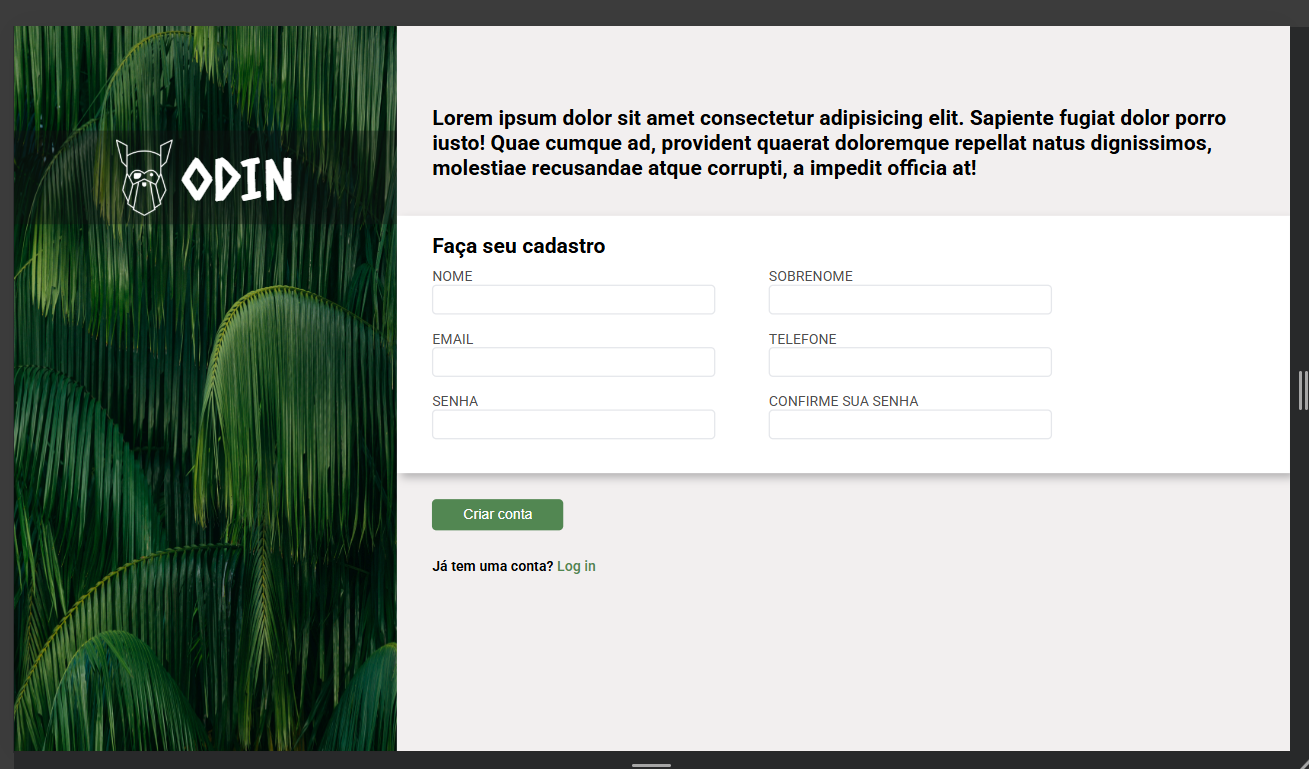 ODIN
Lorem ipsum dolor sit amet consectetur adipisicing elit. Sapiente fugiat dolor porro
iusto! Quae cumque ad, provident quaerat doloremque repellat natus dignissimos,
molestiae recusandae atque corrupti, a impedit officia at!
Faça seu cadastro
NOME
SOBRENOME
EMAIL
TELEFONE
SENHA
CONFIRME SUA SENHA
Criar conta
Já tem uma conta? Log in